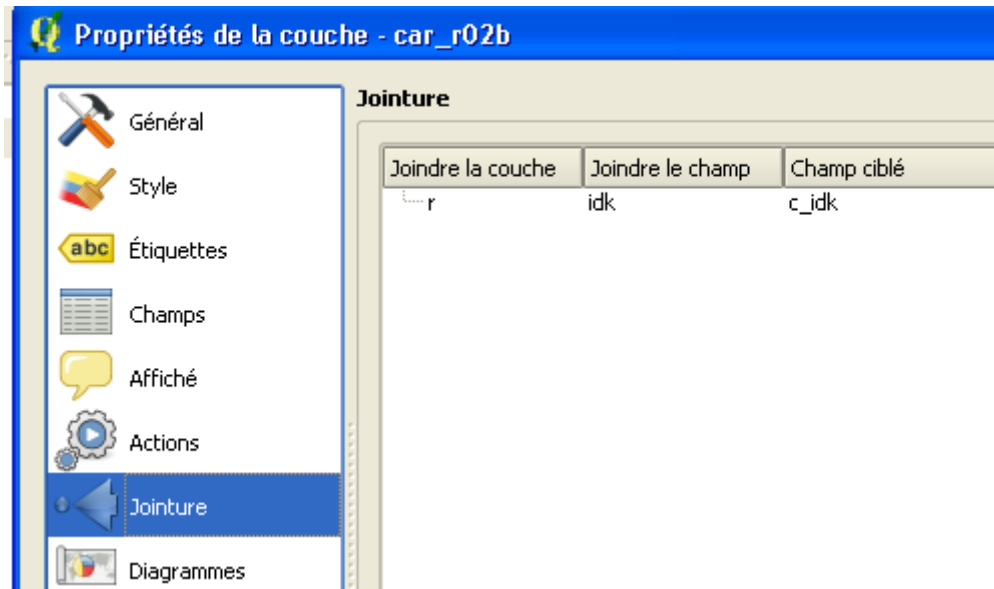 Propriétés de la couche - car_r02b
Général
Style
abc Étiquettes
Champs
Affiché
Actions
Jointure
Diagrammes
Jointure
Joindre la couche Joindre le champ Champ ciblé
r idk c_idk